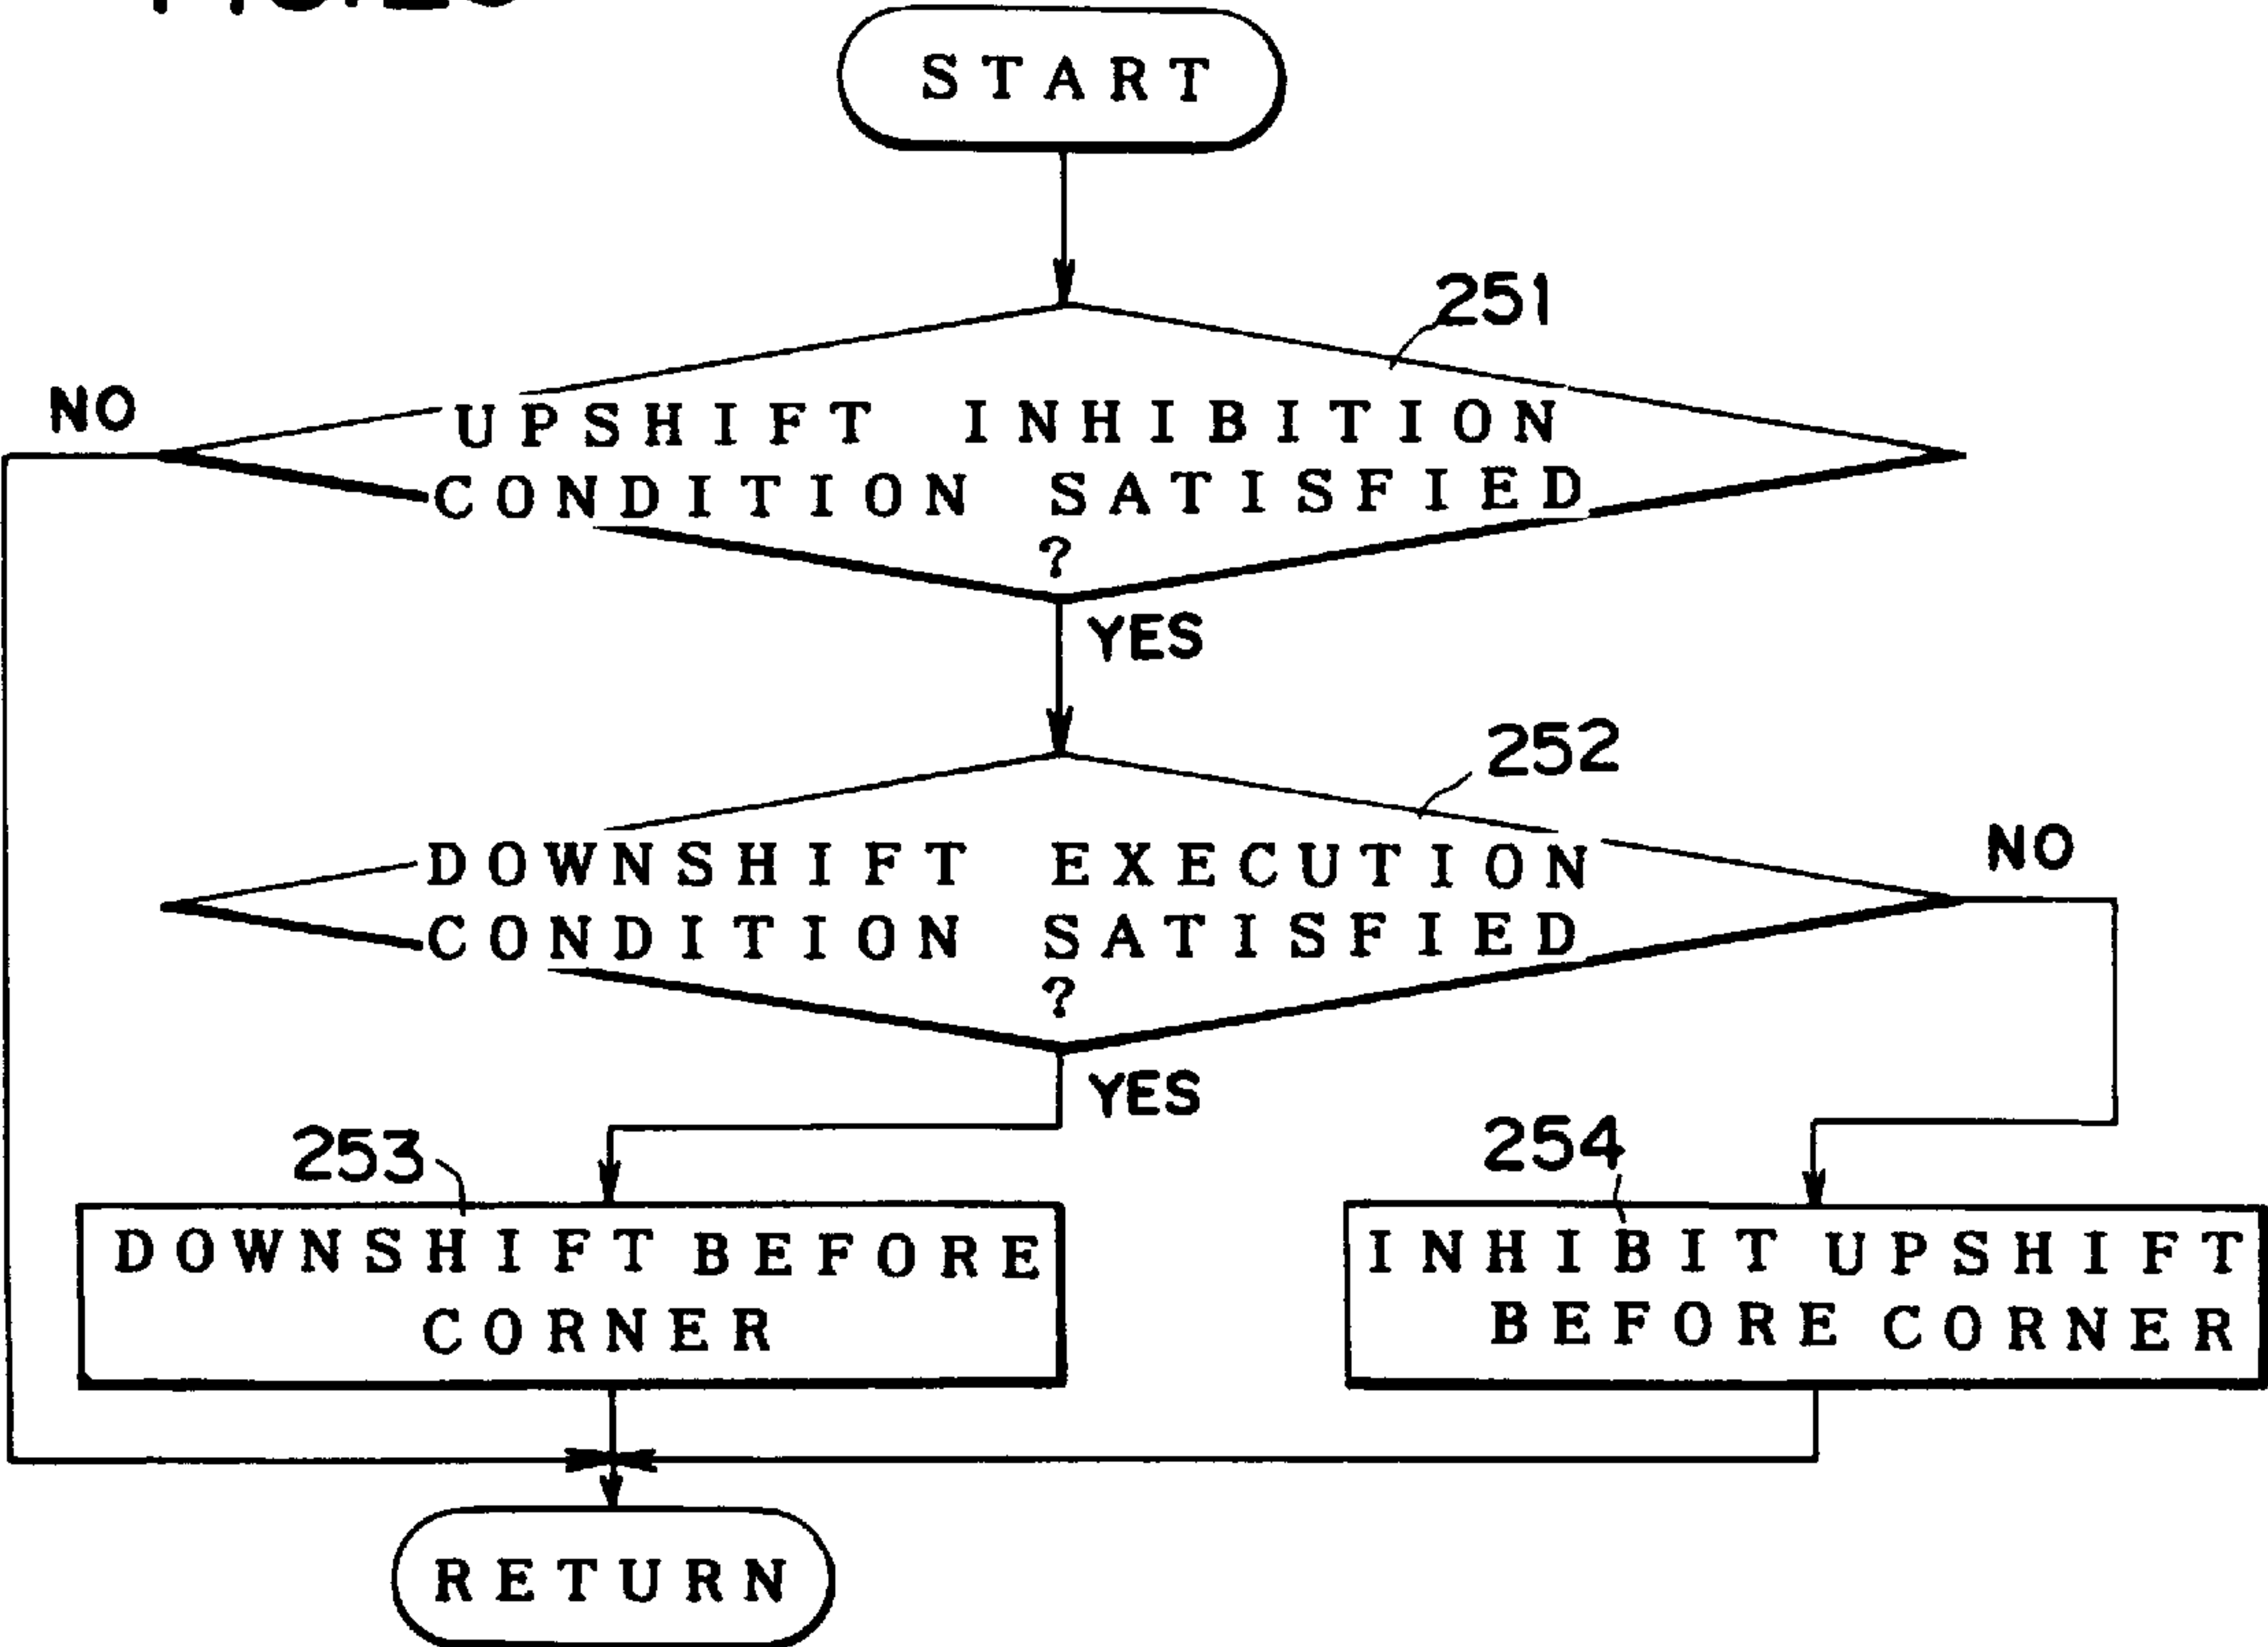 START
251
NO
UPSHIFT INHIBITION
CONDITION SATISFIED
?
YES
252
DOWNSHIFT EXECUTION
NO
CONDITION SATISFIED
?
YES
253
254
DOWNSHIFT BEFORE
CORNER
INHIBIT UPSHIFT
BEFORE CORNER
RETURN